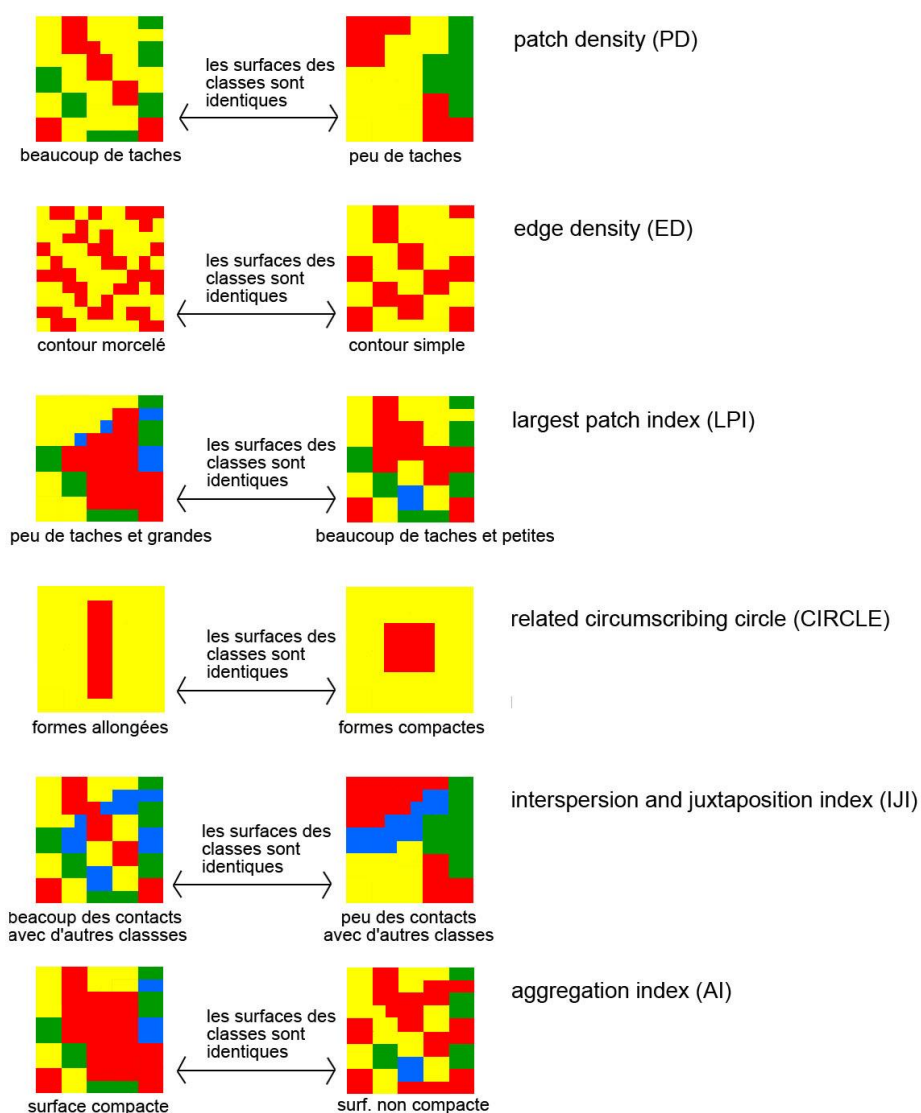 patch density (PD)
les surfaces des
classes sont
identiques
beaucoup de taches
peu de taches
edge density (ED)
les surfaces des
classes sont
identiques
contour morcelé
contour simple
largest patch index (LPI)
les surfaces des
classes sont
identiques
peu de taches et grandes
beaucoup de taches et petites
related circumscribing circle (CIRCLE)
les surfaces des
classes sont
identiques
formes allongées
formes compactes
interspersion and juxtaposition index (IJI)
les surfaces des
classes sont
identiques
beacoup des contacts
avec d'autres classses
peu des contacts
avec d'autres classes
aggregation index (AI)
les surfaces des
classes sont
identiques
surface compacte
surf. non compacte